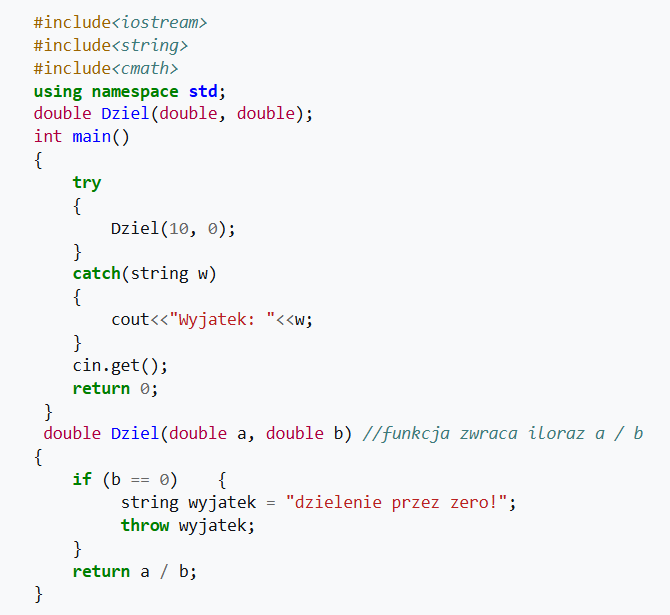 #include<iostream>
#include<string>
#include<cmath>
using namespace std;
double Dziel(double, double);
int main()
{
    try
    {
        Dziel(10, 0);
    }
    catch(string w)
    {
        cout<<"Wyjatek: "<<w;
    }
    cin.get();
    return 0;
 }
 double Dziel(double a, double b) //funkcja zwraca iloraz a / b
{
    if (b == 0)    {
         string wyjatek = "dzielenie przez zero!";
         throw wyjatek;
    }
    return a / b;
}